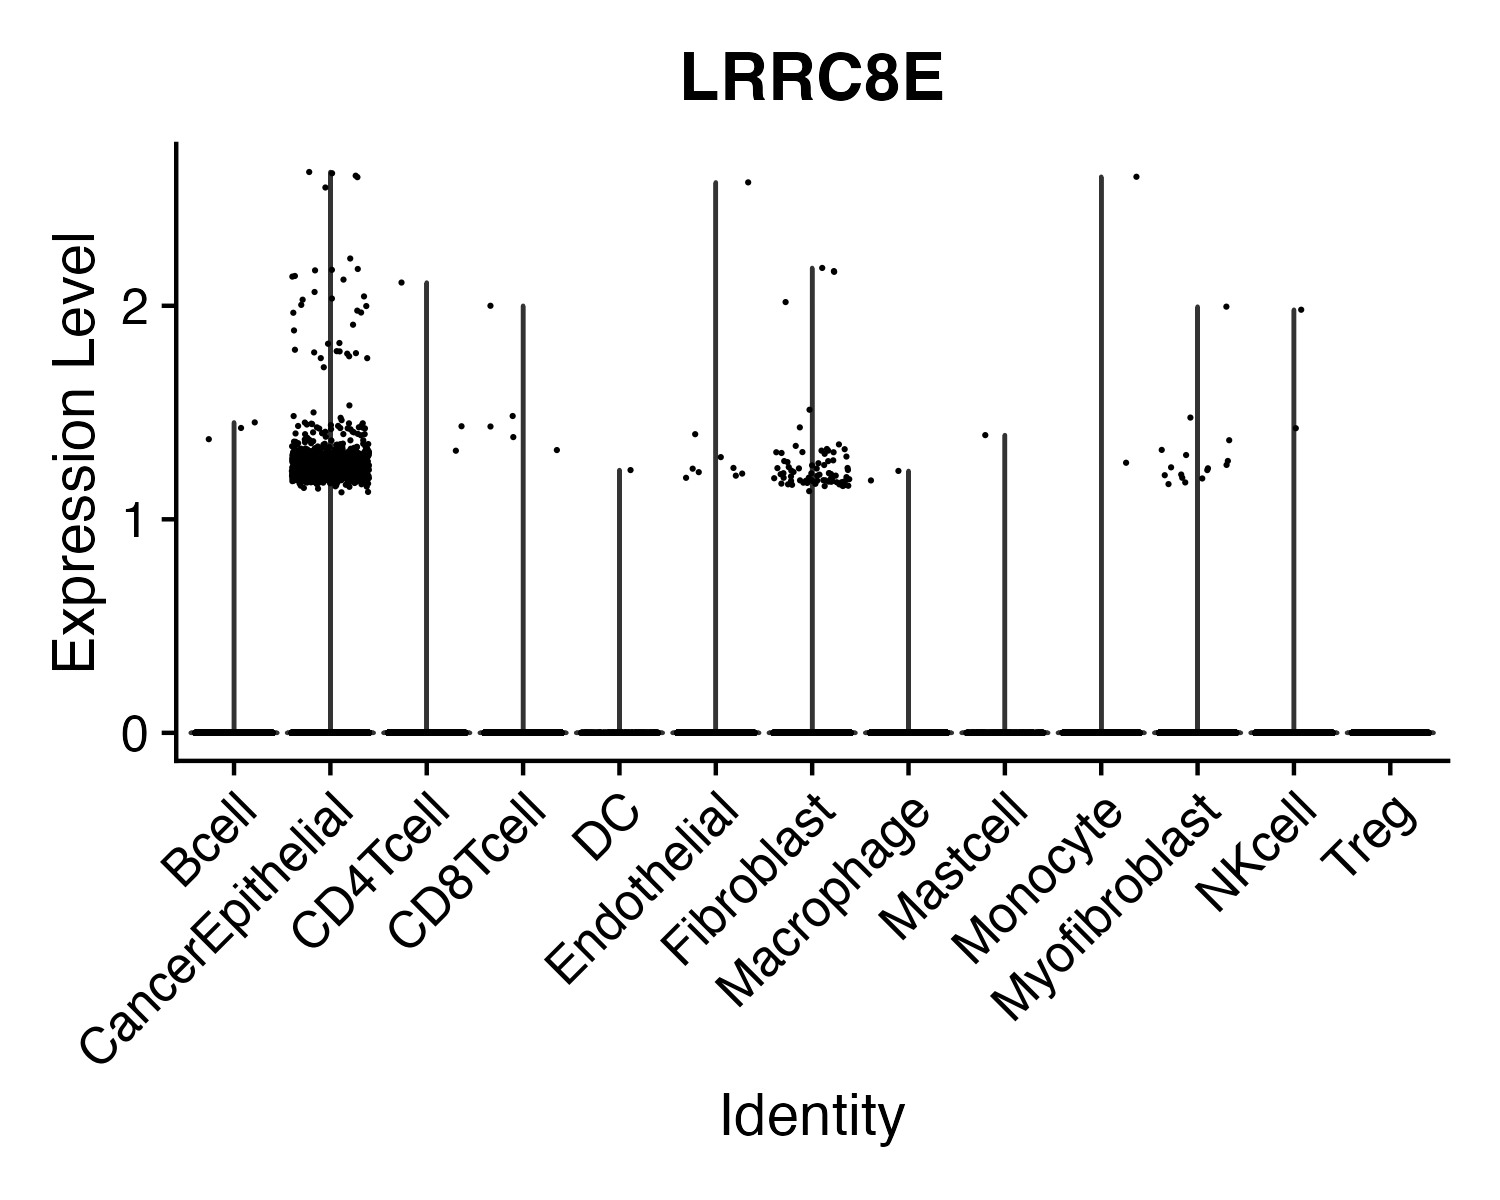 LRRC8E
Expression Level
2
1
0
Bcell
CancerEpithelial
CD4Tcell
CD8Tcell
DC
Endothelial
Fibroblast
Macrophage
Mastcell
Monocyte
Myofibroblast
NKcell
Treg
Identity